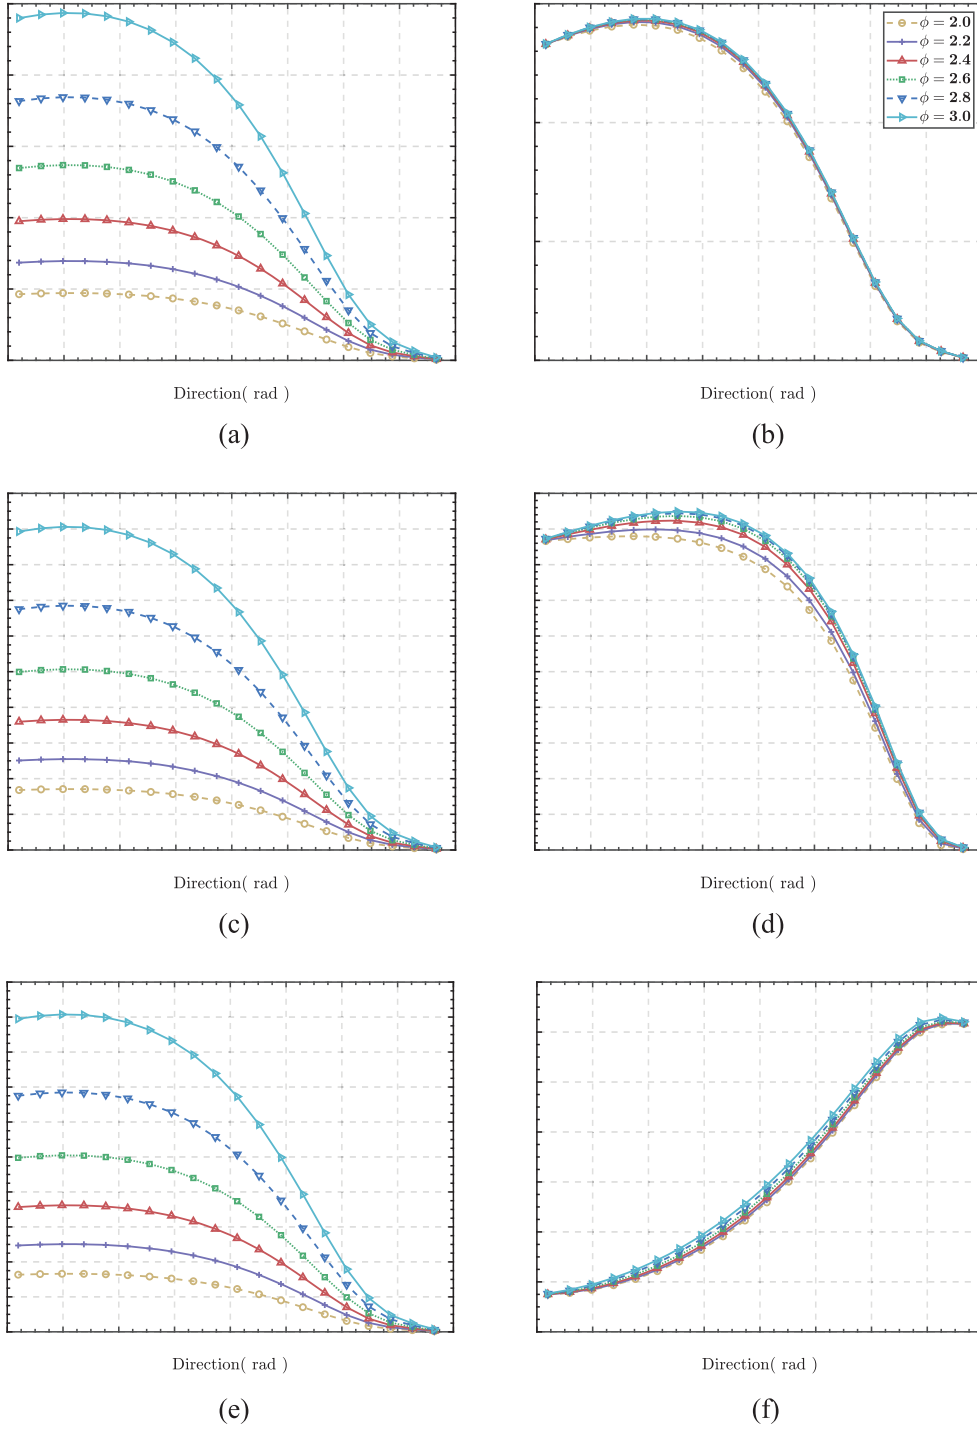 ϕ = 2.0
ϕ = 2.2
ϕ = 2.4
ϕ = 2.6
ϕ = 2.8
ϕ = 3.0
Direction( rad )
Direction( rad )
(a)
(b)
Direction( rad )
Direction( rad )
(c)
(d)
Direction( rad )
Direction( rad )
(e)
(f)